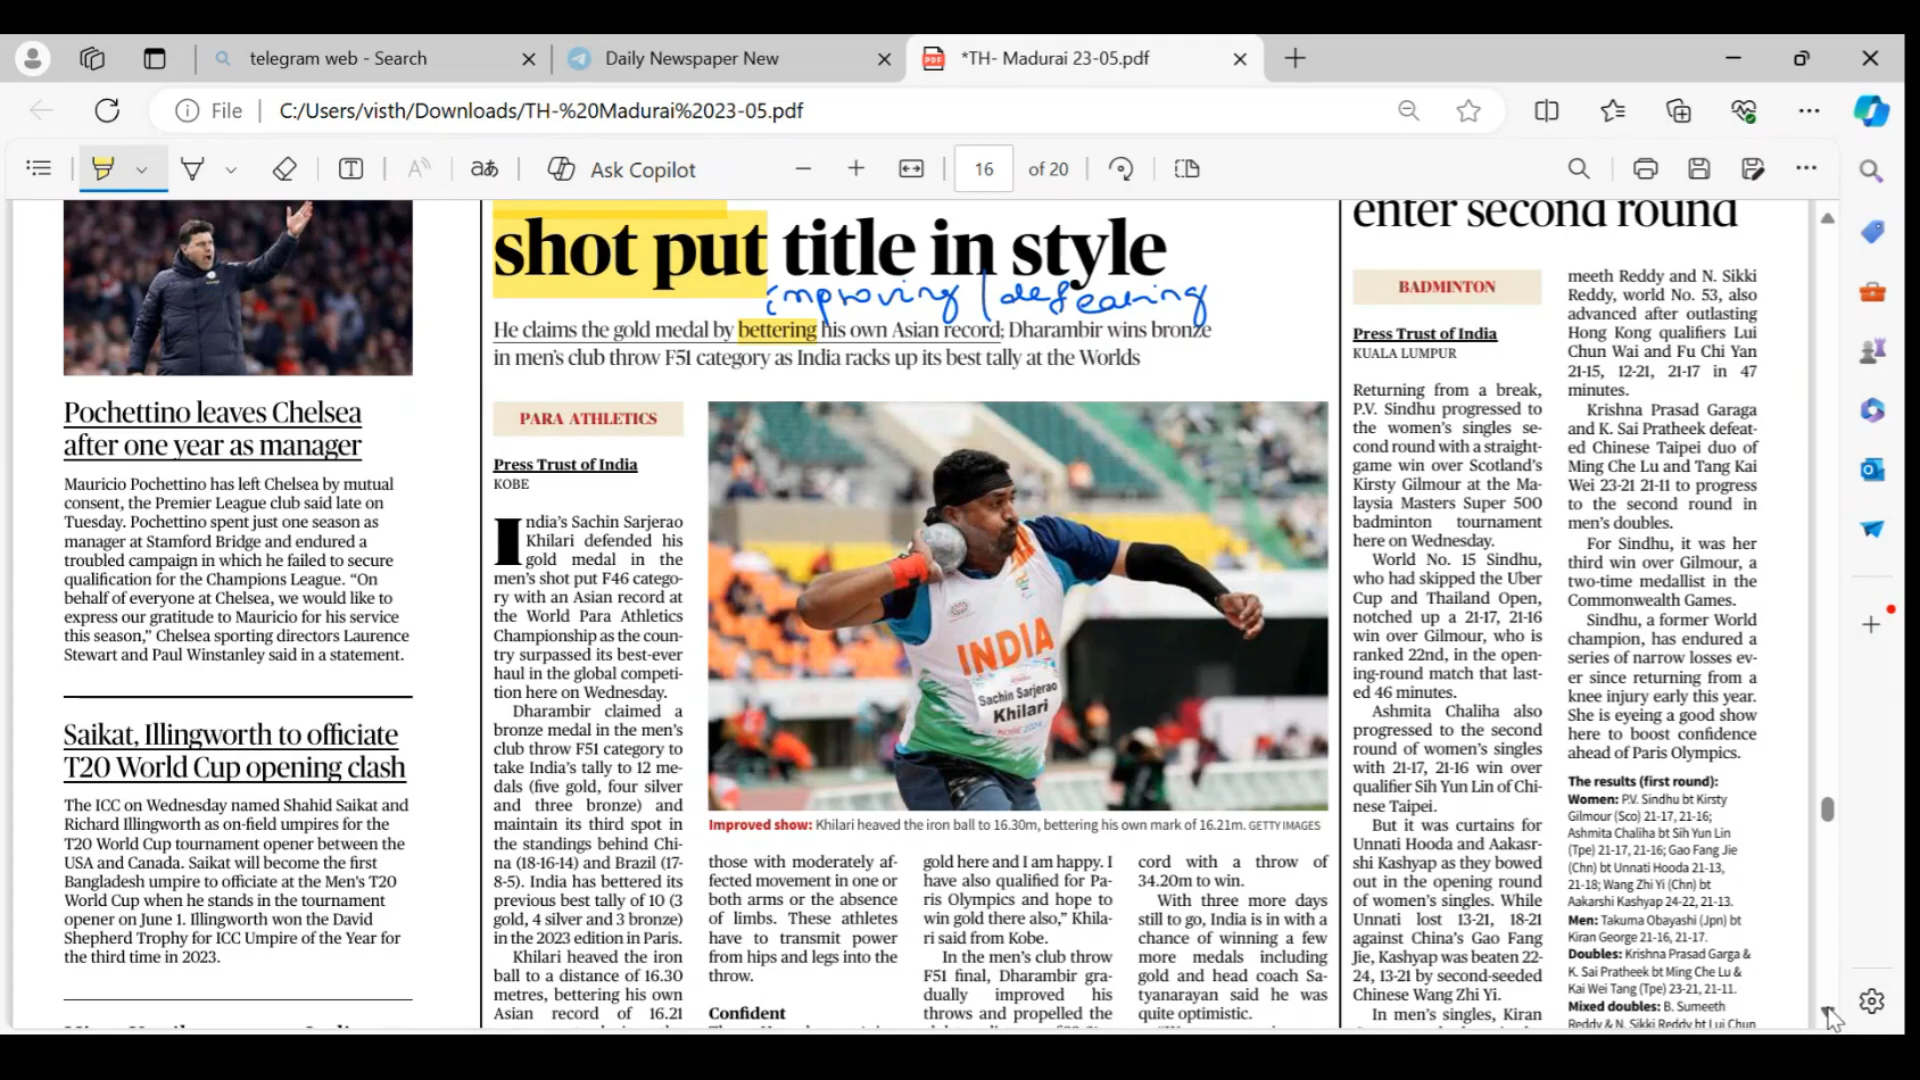 telegram web - Search
Daily Newspaper New
*TH- Madurai 23-05.pdf
File
C:/Users/visth/Downloads/TH-%20Madurai%2023-05.pdf
Ask Copilot
16
of 20
Pochettino leaves Chelsea
after one year as manager
Mauricio Pochettino has left Chelsea by mutual
consent, the Premier League club said late on
Tuesday. Pochettino spent just one season as
manager at Stamford Bridge and endured a
troubled campaign in which he failed to secure
qualification for the Champions League. “On
behalf of everyone at Chelsea, we would like to
express our gratitude to Mauricio for his service
this season,” Chelsea sporting directors Laurence
Stewart and Paul Winstanley said in a statement.
Saikat, Illingworth to officiate
T20 World Cup opening clash
The ICC on Wednesday named Shahid Saikat and
Richard Illingworth as on-field umpires for the
T20 World Cup tournament opener between the
USA and Canada. Saikat will become the first
Bangladesh umpire to officiate at the Men's T20
World Cup when he stands in the tournament
opener on June 1. Illingworth won the David
Shepherd Trophy for ICC Umpire of the Year for
the third time in 2023.
shot put title in style
improving / defeating
He claims the gold medal by bettering his own Asian record; Dharambir wins bronze
in men’s club throw F51 category as India racks up its best tally at the Worlds
PARA ATHLETICS
Press Trust of India
KOBE
India’s Sachin Sarjerao
Khilari defended his
gold medal in the
men’s shot put F46 catego-
ry with an Asian record at
the World Para Athletics
Championship as the coun-
try surpassed its best-ever
haul in the global competi-
tion here on Wednesday.
Dharambir claimed a
bronze medal in the men’s
club throw F51 category to
take India’s tally to 12 me-
dals (five gold, four silver
and three bronze) and
maintain its third spot in
the standings behind Chi-
na (18-16-14) and Brazil (17-
8-5). India has bettered its
previous best tally of 10 (3
gold, 4 silver and 3 bronze)
in the 2023 edition in Paris.
Khilari heaved the iron
ball to a distance of 16.30
metres, bettering his own
Asian record of 16.21
INDIA
Sachin Sarjerao
Khilari
Improved show: Khilari heaved the iron ball to 16.30m, bettering his own mark of 16.21m. GETTY IMAGES
those with moderately af-
fected movement in one or
both arms or the absence
of limbs. These athletes
have to transmit power
from hips and legs into the
throw.
Confident
gold here and I am happy. I
have also qualified for Pa-
ris Olympics and hope to
win gold there also,” Khila-
ri said from Kobe.
In the men’s club throw
F51 final, Dharambir gra-
dually improved his
throws and propelled the
cord with a throw of
34.20m to win.
With three more days
still to go, India is in with a
chance of winning a few
more medals including
gold and head coach Sa-
tyanarayan said he was
quite optimistic.
enter second round
BADMINTON
Press Trust of India
KUALA LUMPUR
Returning from a break,
P.V. Sindhu progressed to
the women’s singles se-
cond round with a straight-
game win over Scotland’s
Kirsty Gilmour at the Ma-
laysia Masters Super 500
badminton tournament
here on Wednesday.
World No. 15 Sindhu,
who had skipped the Uber
Cup and Thailand Open,
notched up a 21-17, 21-16
win over Gilmour, who is
ranked 22nd, in the open-
ing-round match that last-
ed 46 minutes.
Ashmita Chaliha also
progressed to the second
round of women’s singles
with 21-17, 21-16 win over
qualifier Sih Yun Lin of Chi-
nese Taipei.
But it was curtains for
Unnati Hooda and Aakar-
shi Kashyap as they bowed
out in the opening round
of women’s singles. While
Unnati lost 13-21, 18-21
against China’s Gao Fang
Jie, Kashyap was beaten 22-
24, 13-21 by second-seeded
Chinese Wang Zhi Yi.
In men’s singles, Kiran
meeth Reddy and N. Sikki
Reddy, world No. 53, also
advanced after outlasting
Hong Kong qualifiers Lui
Chun Wai and Fu Chi Yan
21-15, 12-21, 21-17 in 47
minutes.
Krishna Prasad Garaga
and K. Sai Pratheek defeat-
ed Chinese Taipei duo of
Ming Che Lu and Tang Kai
Wei 23-21 21-11 to progress
to the second round in
men’s doubles.
For Sindhu, it was her
third win over Gilmour, a
two-time medallist in the
Commonwealth Games.
Sindhu, a former World
champion, has endured a
series of narrow losses ev-
er since returning from a
knee injury early this year.
She is eyeing a good show
here to boost confidence
ahead of Paris Olympics.
The results (first round):
Women: P.V. Sindhu bt Kirsty
Gilmour (Sco) 21-17, 21-16;
Ashmita Chaliha bt Sih Yun Lin
(Tpe) 21-17, 21-16; Gao Fang Jie
(Chn) bt Unnati Hooda 21-13,
21-18; Wang Zhi Yi (Chn) bt
Aakarshi Kashyap 24-22, 21-13.
Men: Takuma Obayashi (Jpn) bt
Kiran George 21-16, 21-17.
Doubles: Krishna Prasad Garga &
K. Sai Pratheek bt Ming Che Lu &
Kai Wei Tang (Tpe) 23-21, 21-11.
Mixed doubles: B. Sumeeth
Reddy & N. Sikki Reddy bt Lui Chun